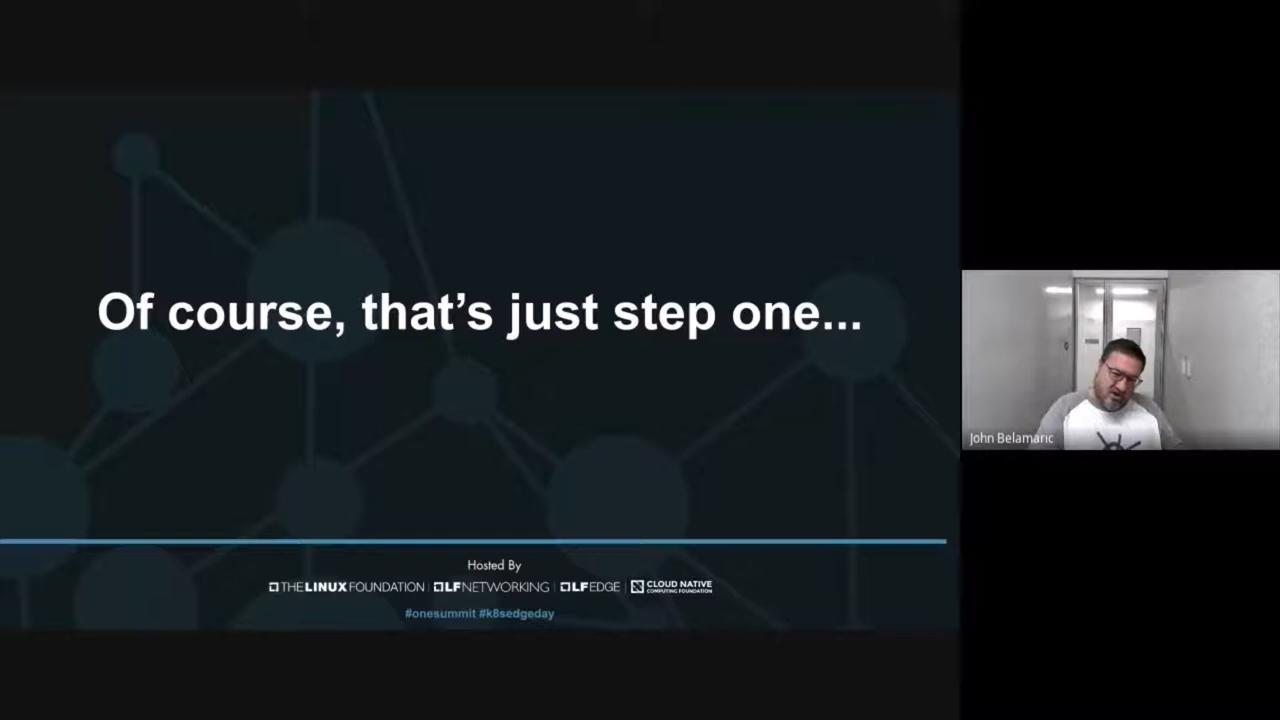 Of course, that’s just step one...
Hosted By
THE LINUX FOUNDATION | LF NETWORKING | LF EDGE | CLOUD NATIVE COMPUTING FOUNDATION
#onesummit #k8sedgeday
John Belamaric